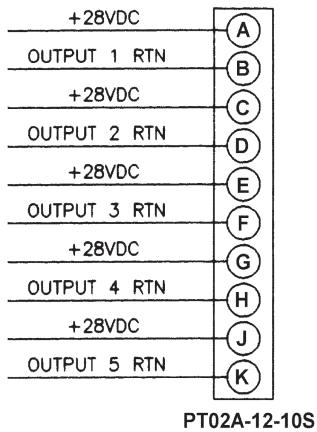 +28VDC A
OUTPUT 1 RTN B
+28VDC C
OUTPUT 2 RTN D
+28VDC E
OUTPUT 3 RTN F
+28VDC G
OUTPUT 4 RTN H
+28VDC J
OUTPUT 5 RTN K
PT02A-12-10S